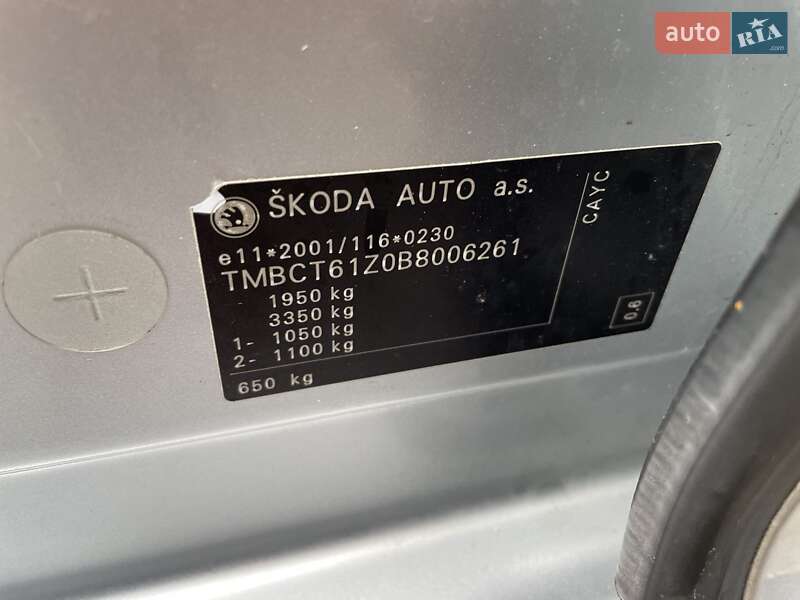 auto RIA.com
ŠKODA AUTO a.s.
e11*2001/116*0230
TMBCT61Z0B8006261
1950 kg
3350 kg
1- 1050 kg
2- 1100 kg
650 kg
CAYC
0.6